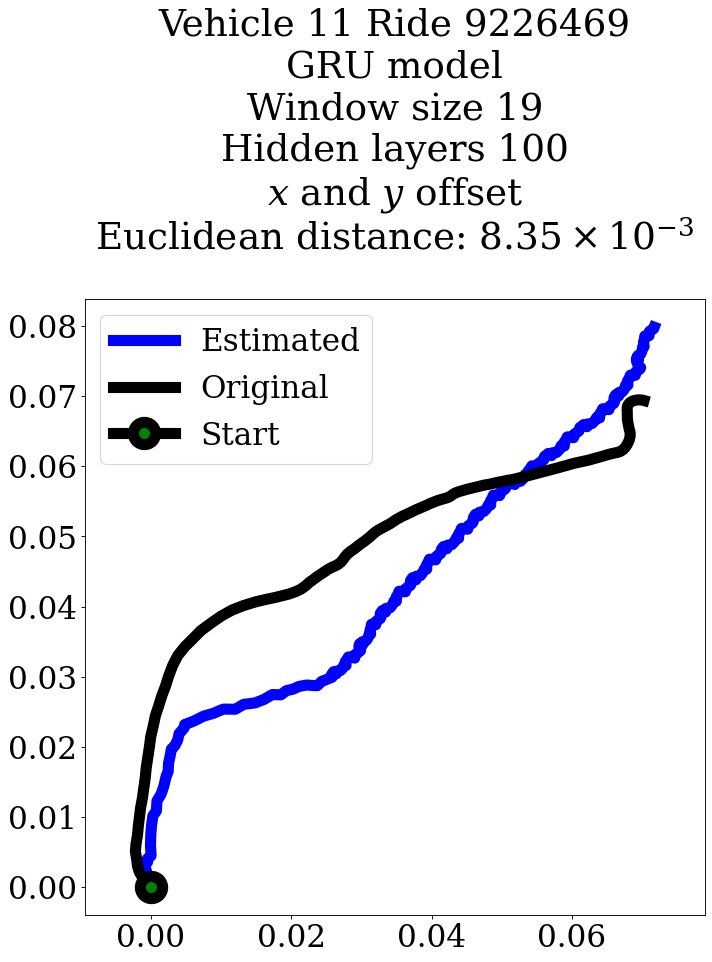 Vehicle 11 Ride 9226469
GRU model
Window size 19
Hidden layers 100
x and y offset
Euclidean distance: 8.35 × 10⁻³
Estimated
Original
Start
0.08
0.07
0.06
0.05
0.04
0.03
0.02
0.01
0.00
0.00 0.02 0.04 0.06